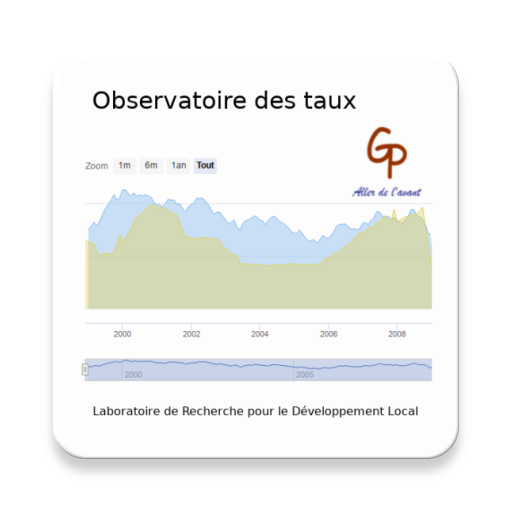 Observatoire des taux
GP
Aller de l'avant
Zoom 1m 6m 1an Tout
2000 2002 2004 2006 2008
2000 2005
Laboratoire de Recherche pour le Développement Local